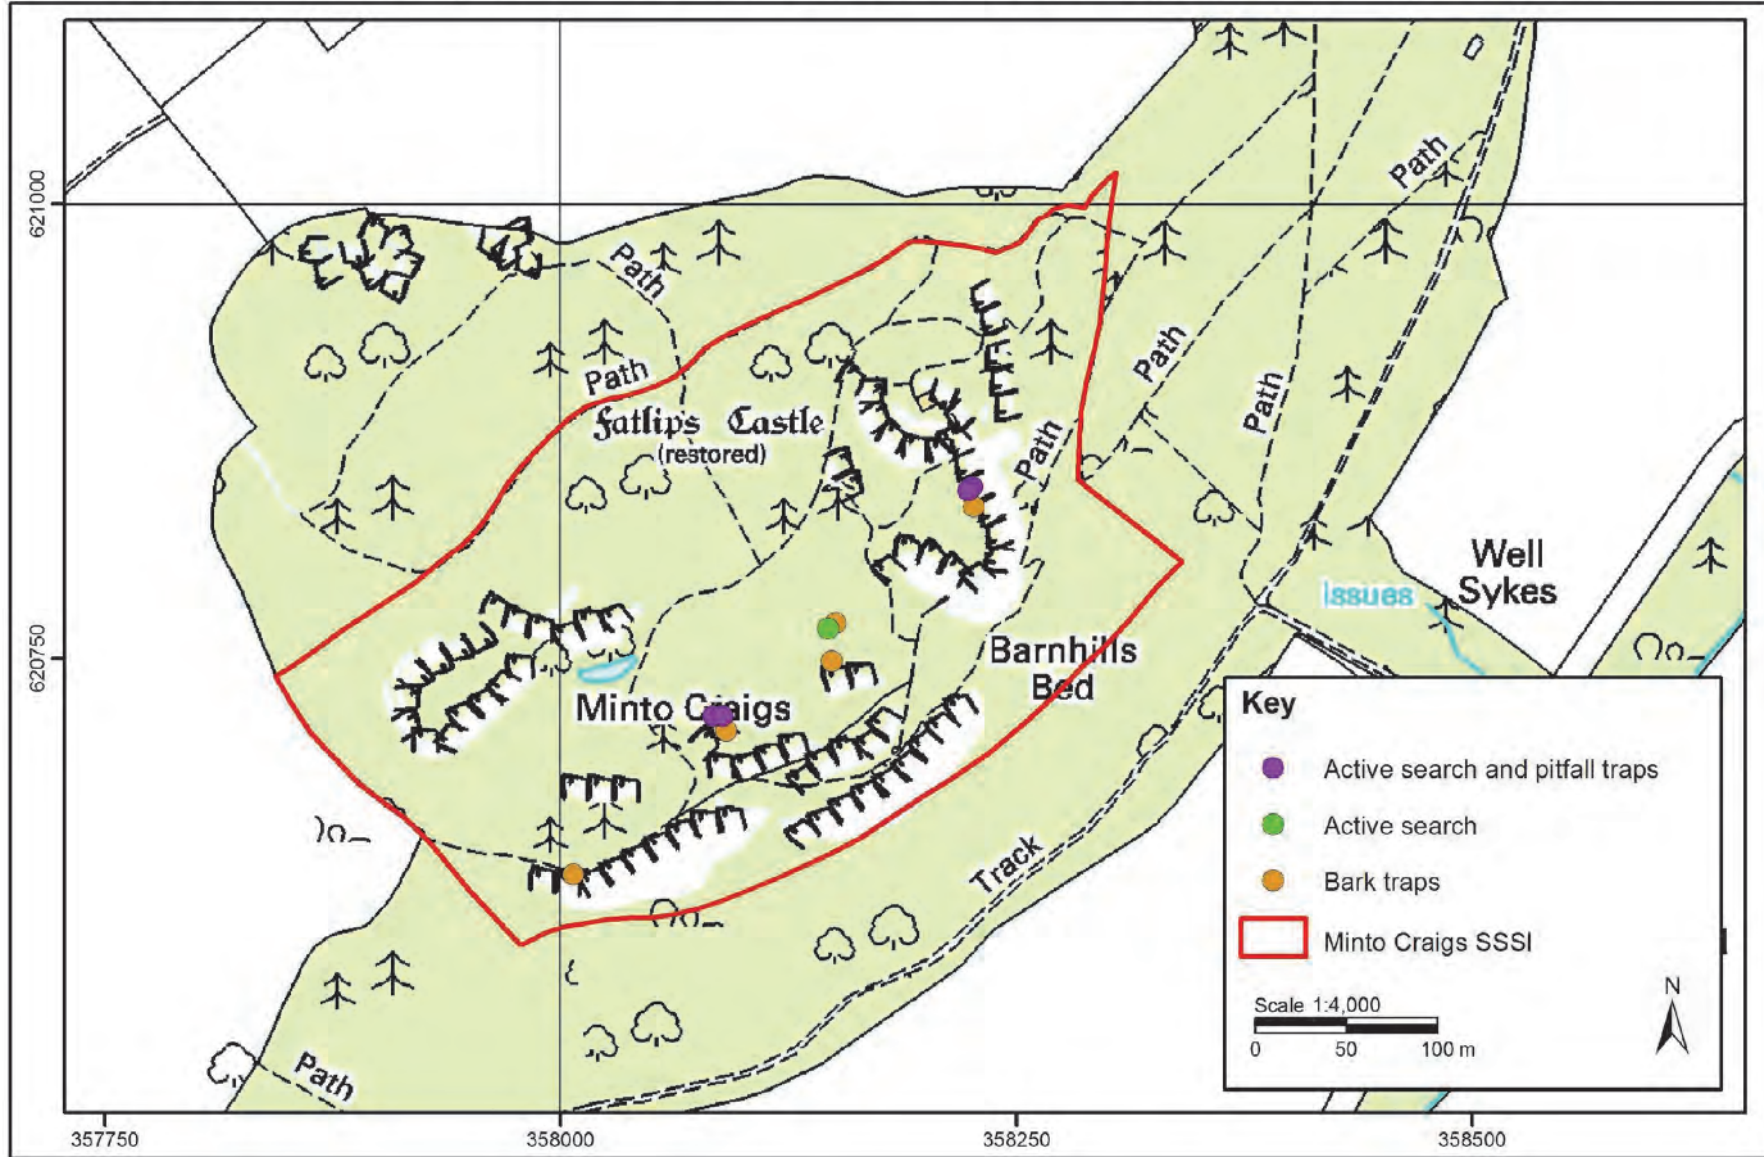 621000
620750
357750
358000
358250
358500
Path
Path
Path
Path
Path
Path
Path
Fatlips Castle
(restored)
Well
Sykes
Issues
Barnhills
Bed
Minto Craigs
Track
Key
Active search and pitfall traps
Active search
Bark traps
Minto Craigs SSSI
N
Scale 1:4,000
0 50 100 m